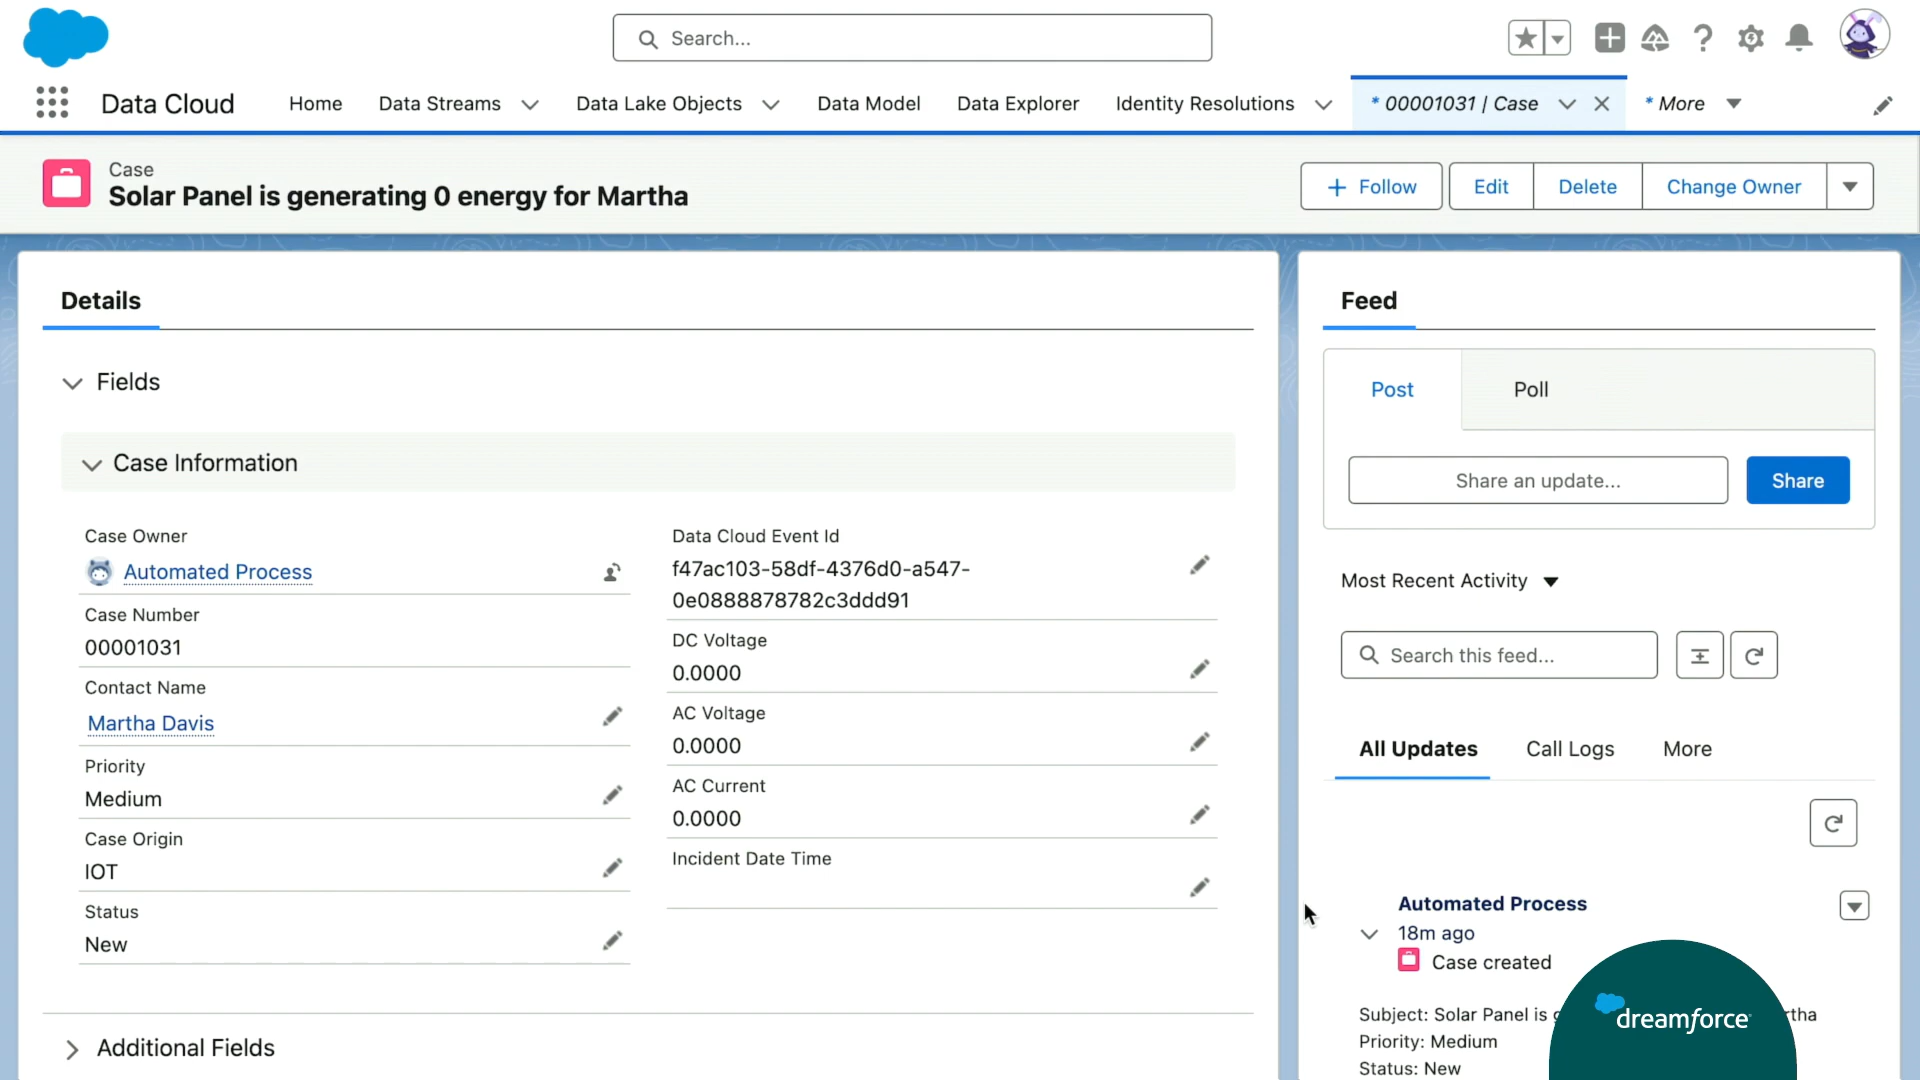 Search...
Data Cloud
Home
Data Streams
Data Lake Objects
Data Model
Data Explorer
Identity Resolutions
* 00001031 | Case
* More
Case
Solar Panel is generating 0 energy for Martha
Follow
Edit
Delete
Change Owner
Details
Fields
Case Information
Case Owner
Automated Process
Case Number
00001031
Contact Name
Martha Davis
Priority
Medium
Case Origin
IOT
Status
New
Data Cloud Event Id
f47ac103-58df-4376d0-a547-
0e0888878782c3ddd91
DC Voltage
0.0000
AC Voltage
0.0000
AC Current
0.0000
Incident Date Time
Additional Fields
Feed
Post
Poll
Share an update...
Share
Most Recent Activity
Search this feed...
All Updates
Call Logs
More
Automated Process
18m ago
Case created
Subject: Solar Panel is
Priority: Medium
Status: New
dreamforce